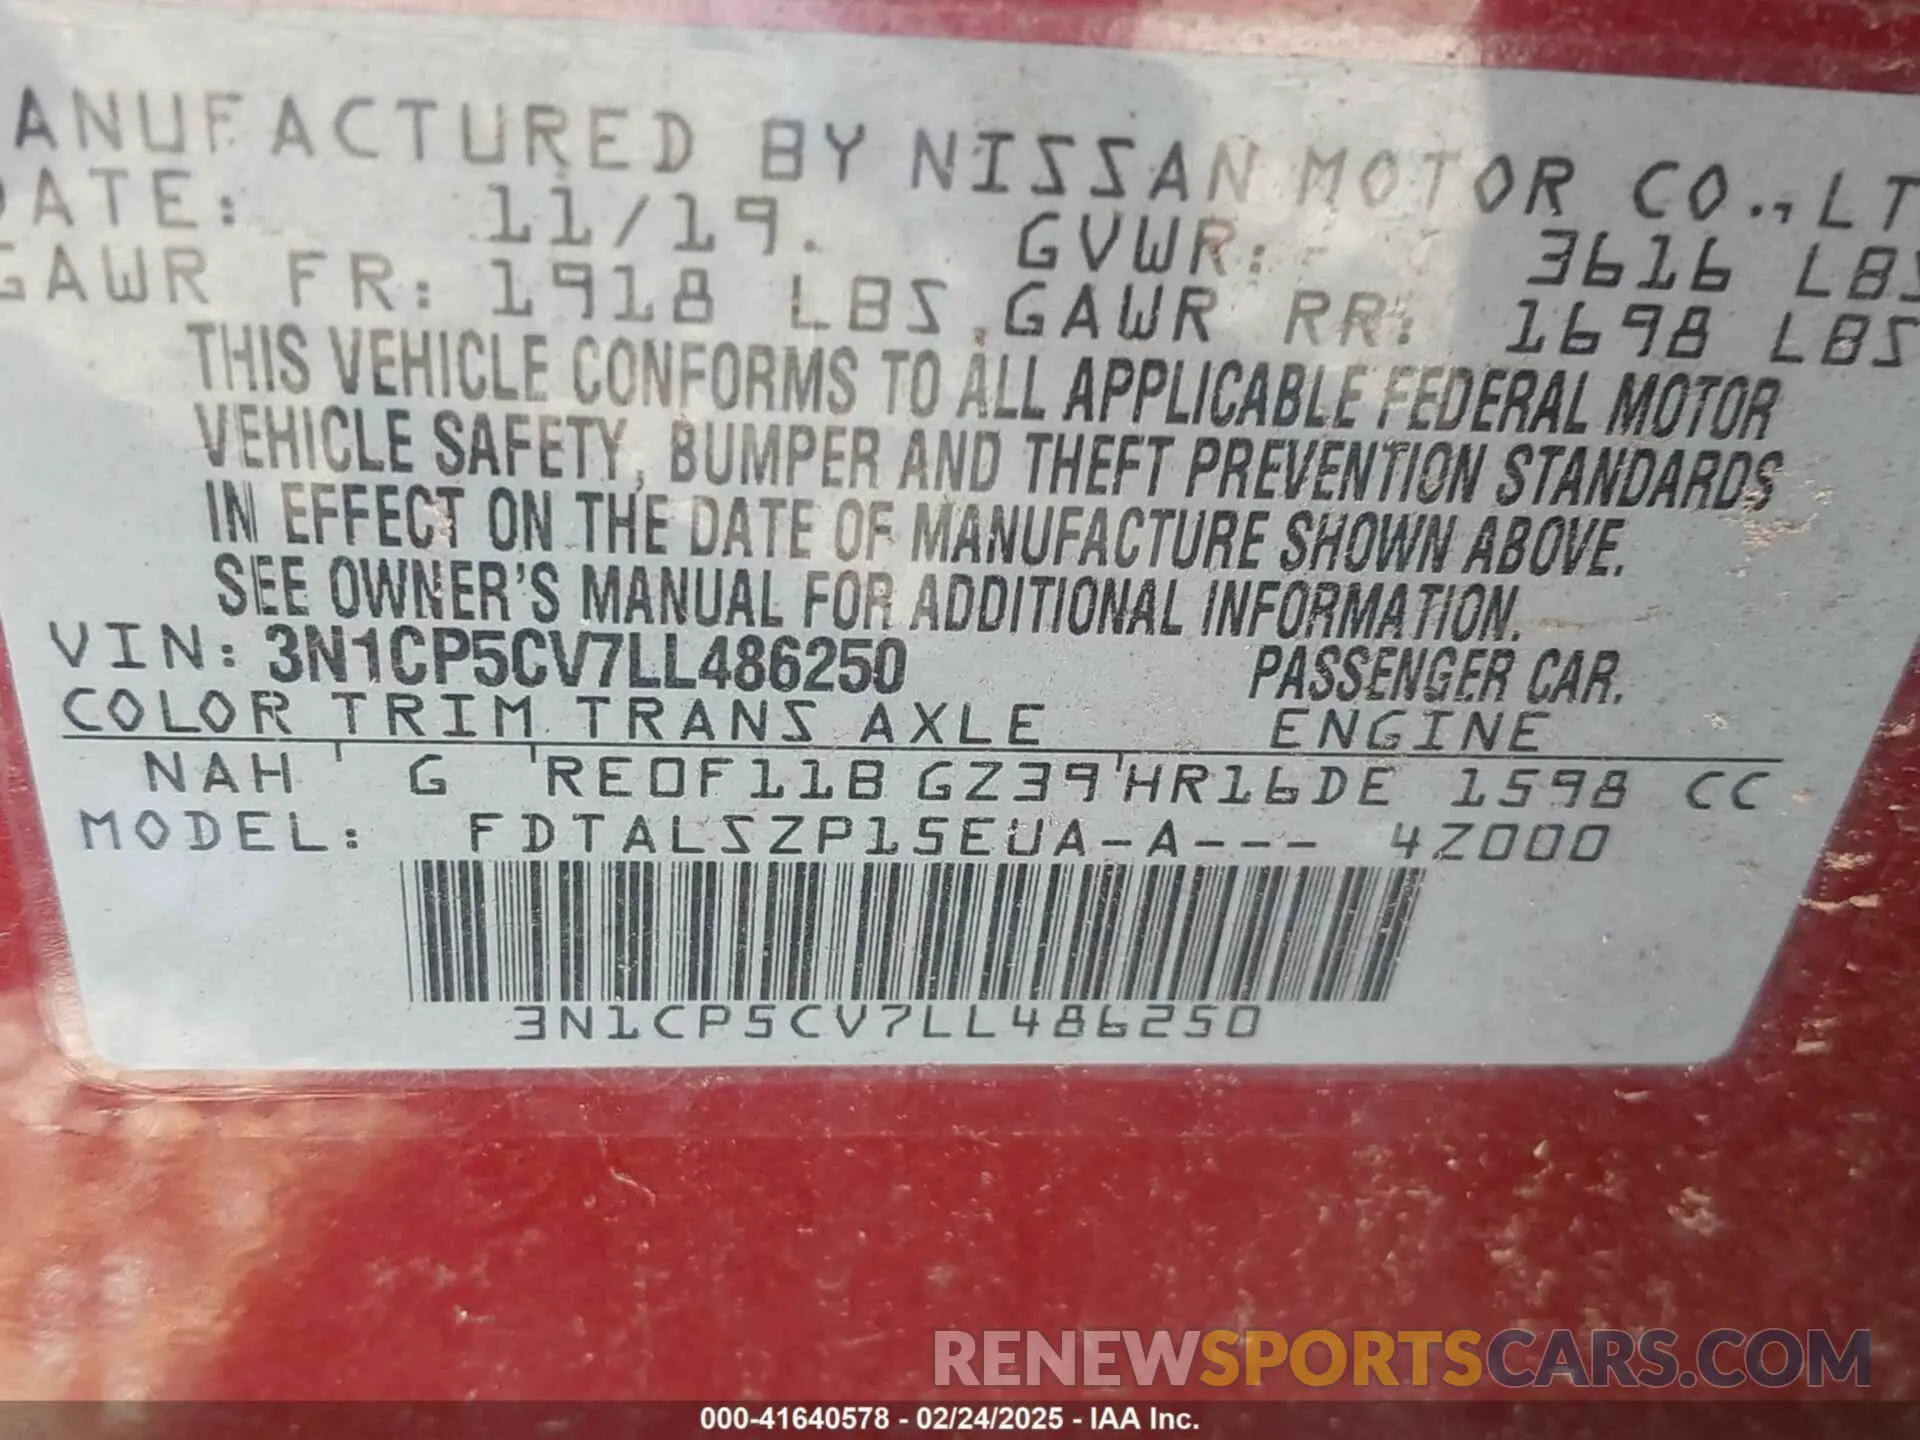 ANUFACTURED BY NISSAN MOTOR CO.,LT
DATE: 11/19. GVWR: 3616 LBS
GAWR FR: 1918 LBS GAWR RR: 1698 LBS
THIS VEHICLE CONFORMS TO ALL APPLICABLE FEDERAL MOTOR
VEHICLE SAFETY, BUMPER AND THEFT PREVENTION STANDARDS
IN EFFECT ON THE DATE OF MANUFACTURE SHOWN ABOVE.
SEE OWNER'S MANUAL FOR ADDITIONAL INFORMATION.
VIN: 3N1CP5CV7LL486250 PASSENGER CAR.
COLOR TRIM TRANS AXLE ENGINE
NAH G RE0F11B GZ39 HR16DE 1598 CC
MODEL: FDTALSZP15EUA-A--- 4Z000
3N1CP5CV7LL486250
RENEWSPORTSCARS.COM
000-41640578 - 02/24/2025 - IAA Inc.